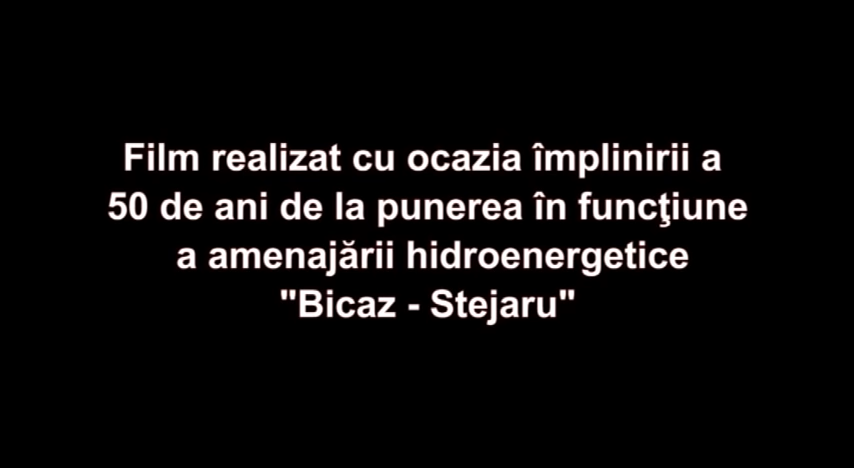 Film realizat cu ocazia împlinirii a
50 de ani de la punerea în funcţiune
a amenajării hidroenergetice
"Bicaz - Stejaru"